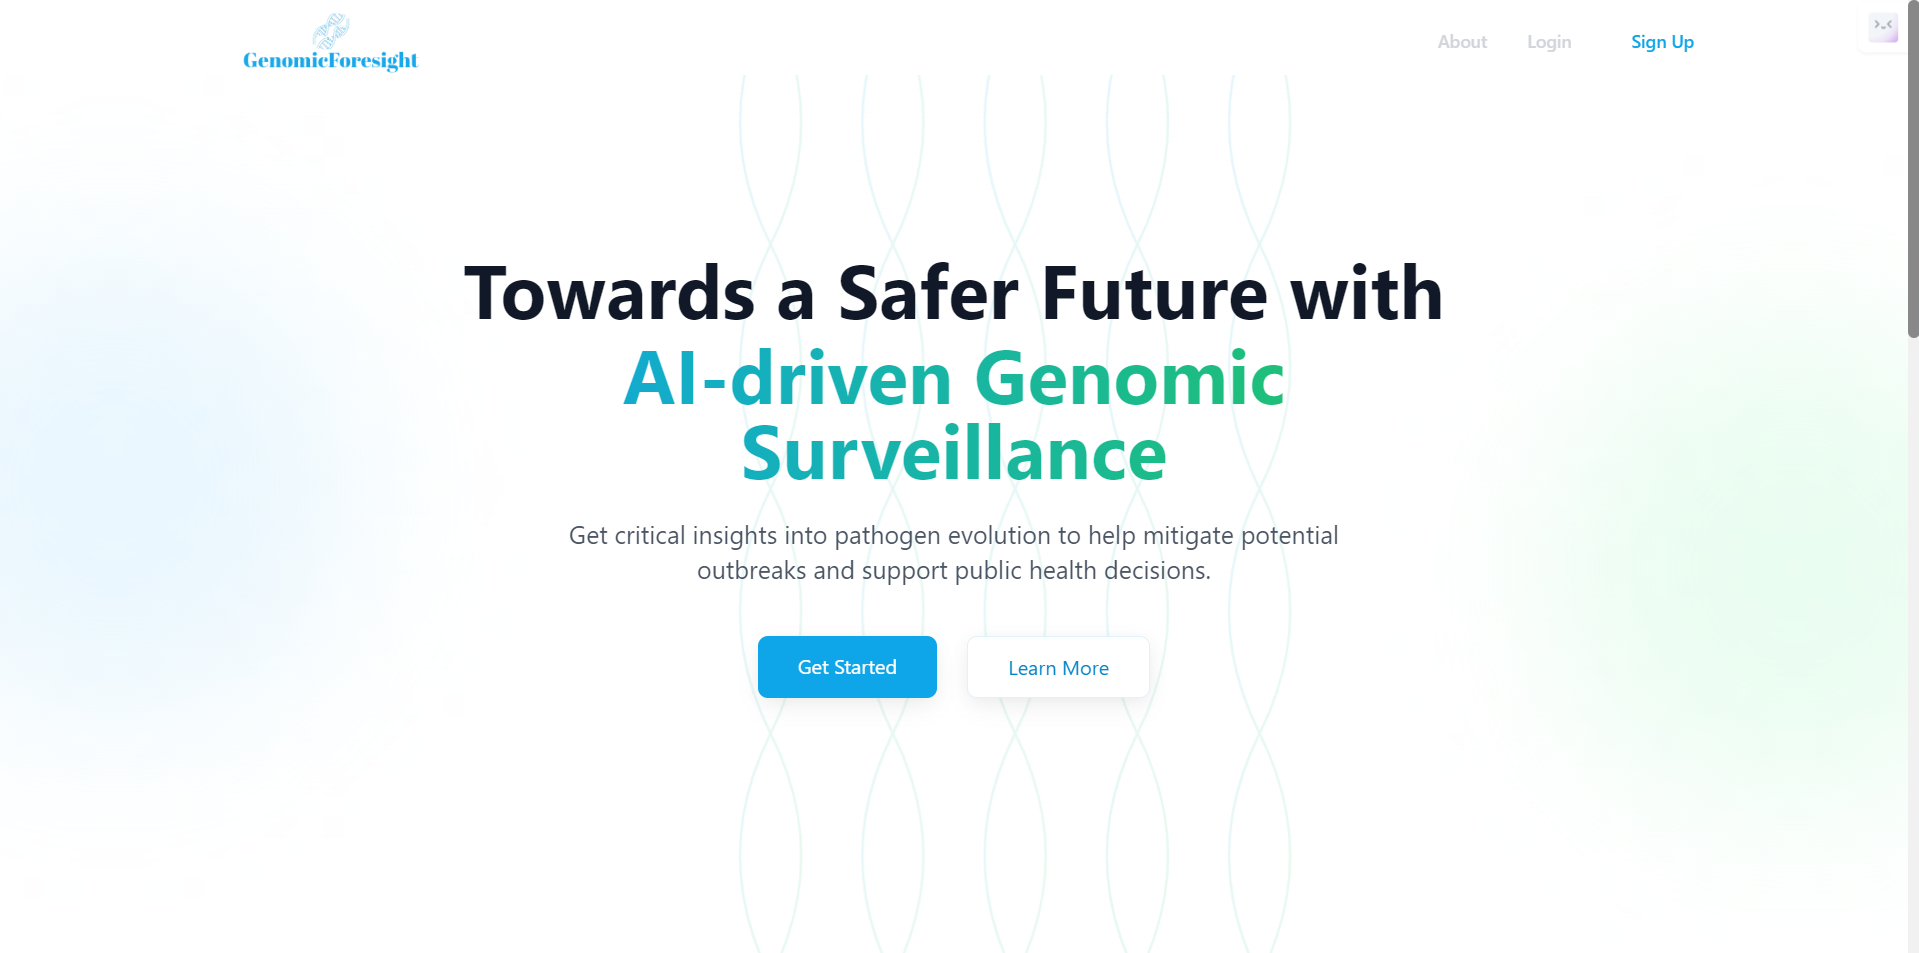 GenomicForesight
About Login Sign Up
Towards a Safer Future with
AI-driven Genomic
Surveillance
Get critical insights into pathogen evolution to help mitigate potential
outbreaks and support public health decisions.
Get Started Learn More